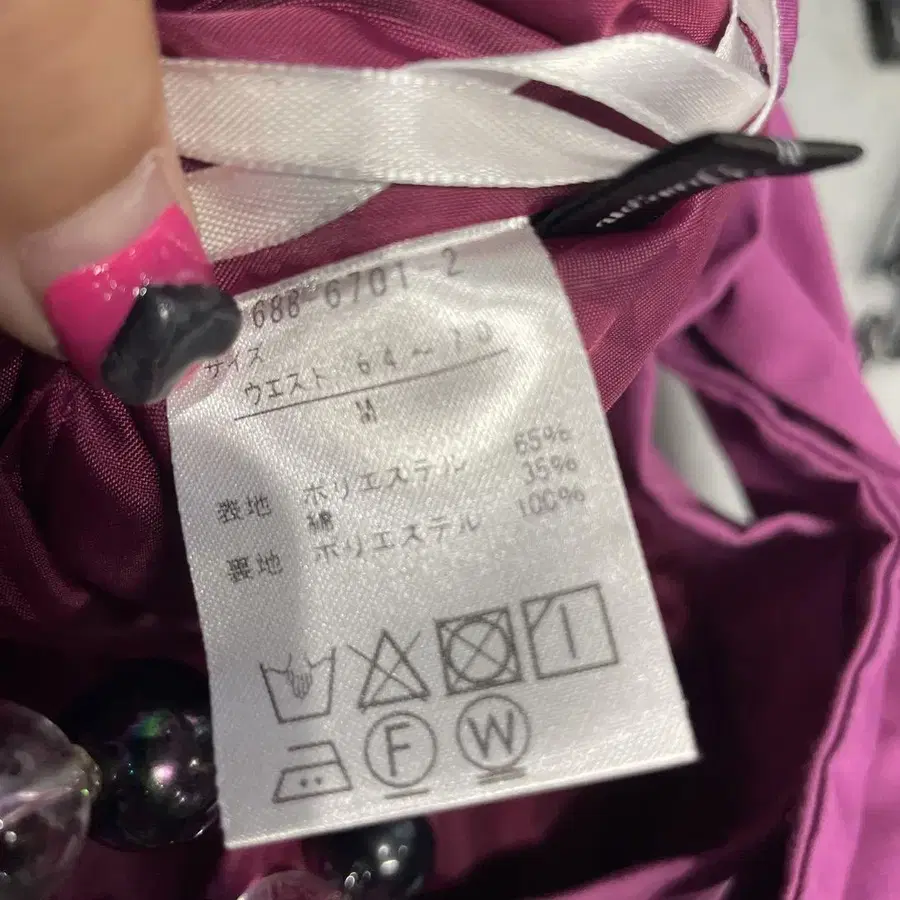 688-6701-2
サイズ
ウエスト 64～70
M
表地 ポリエステル 65%
綿 35%
裏地 ポリエステル 100%
F
W